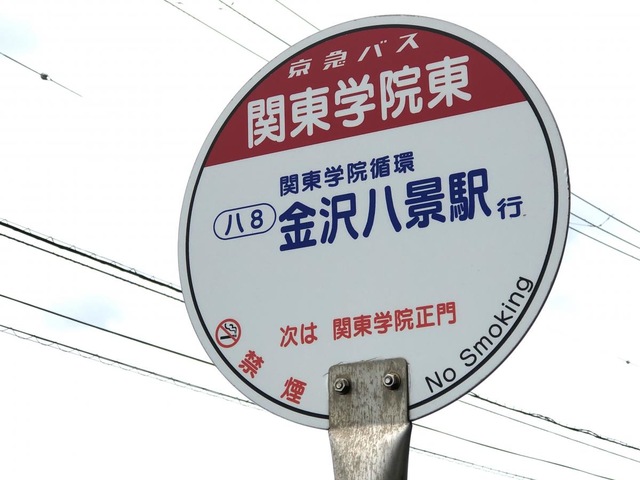 京急バス
関東学院東
関東学院循環
八8 金沢八景駅行
次は 関東学院正門
禁煙
No Smoking